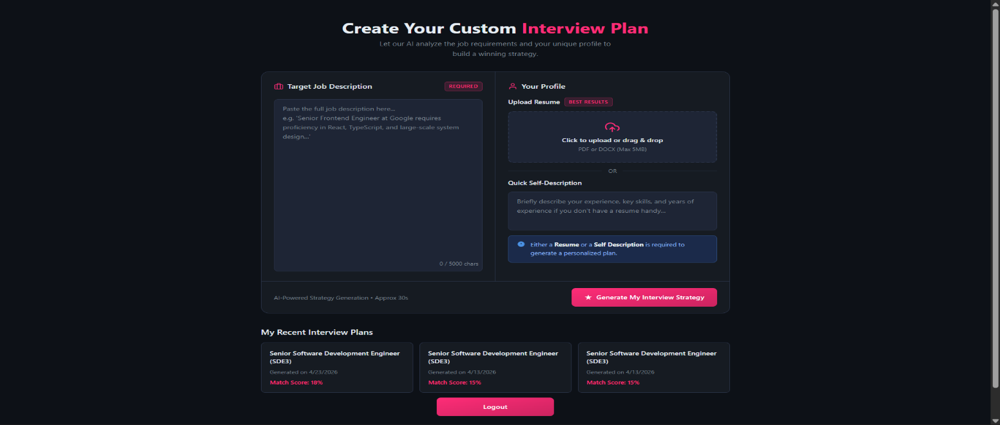 Create Your Custom Interview Plan
Let our AI analyze the job requirements and your unique profile to
build a winning strategy.
Target Job Description
REQUIRED
Paste the full job description here...
e.g. 'Senior Frontend Engineer at Google requires
proficiency in React, TypeScript, and large-scale system
design...'
0 / 5000 chars
Your Profile
Upload Resume
BEST RESULTS
Click to upload or drag & drop
PDF or DOCX (Max 5MB)
OR
Quick Self-Description
Briefly describe your experience, key skills, and years of
experience if you don't have a resume handy...
Either a Resume or a Self Description is required to
generate a personalized plan.
AI-Powered Strategy Generation • Approx 30s
★ Generate My Interview Strategy
My Recent Interview Plans
Senior Software Development Engineer
(SDE3)
Generated on 4/23/2026
Match Score: 18%
Senior Software Development Engineer
(SDE3)
Generated on 4/13/2026
Match Score: 15%
Senior Software Development Engineer
(SDE3)
Generated on 4/13/2026
Match Score: 15%
Logout